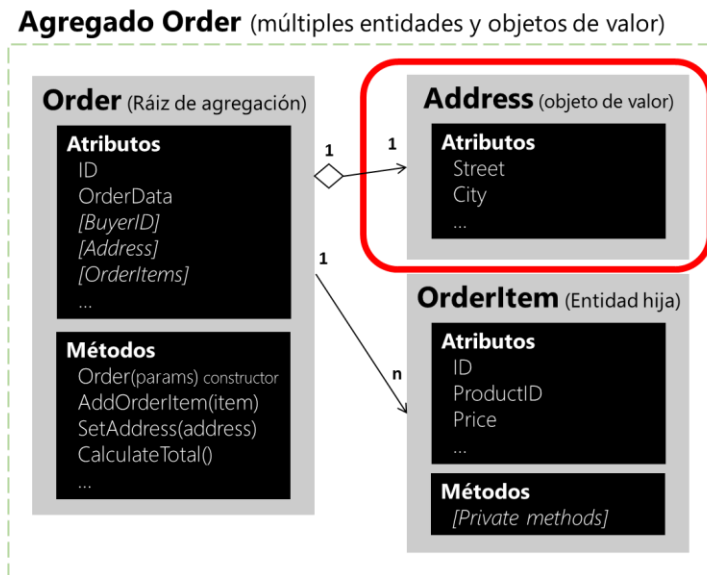 Agregado Order (múltiples entidades y objetos de valor)
Order (Ráiz de agregación)
Atributos
ID
OrderData
[BuyerID]
[Address]
[OrderItems]
...
Métodos
Order(params) constructor
AddOrderItem(item)
SetAddress(address)
CalculateTotal()
...
1
1
1
n
Address (objeto de valor)
Atributos
Street
City
...
OrderItem (Entidad hija)
Atributos
ID
ProductID
Price
...
Métodos
[Private methods]